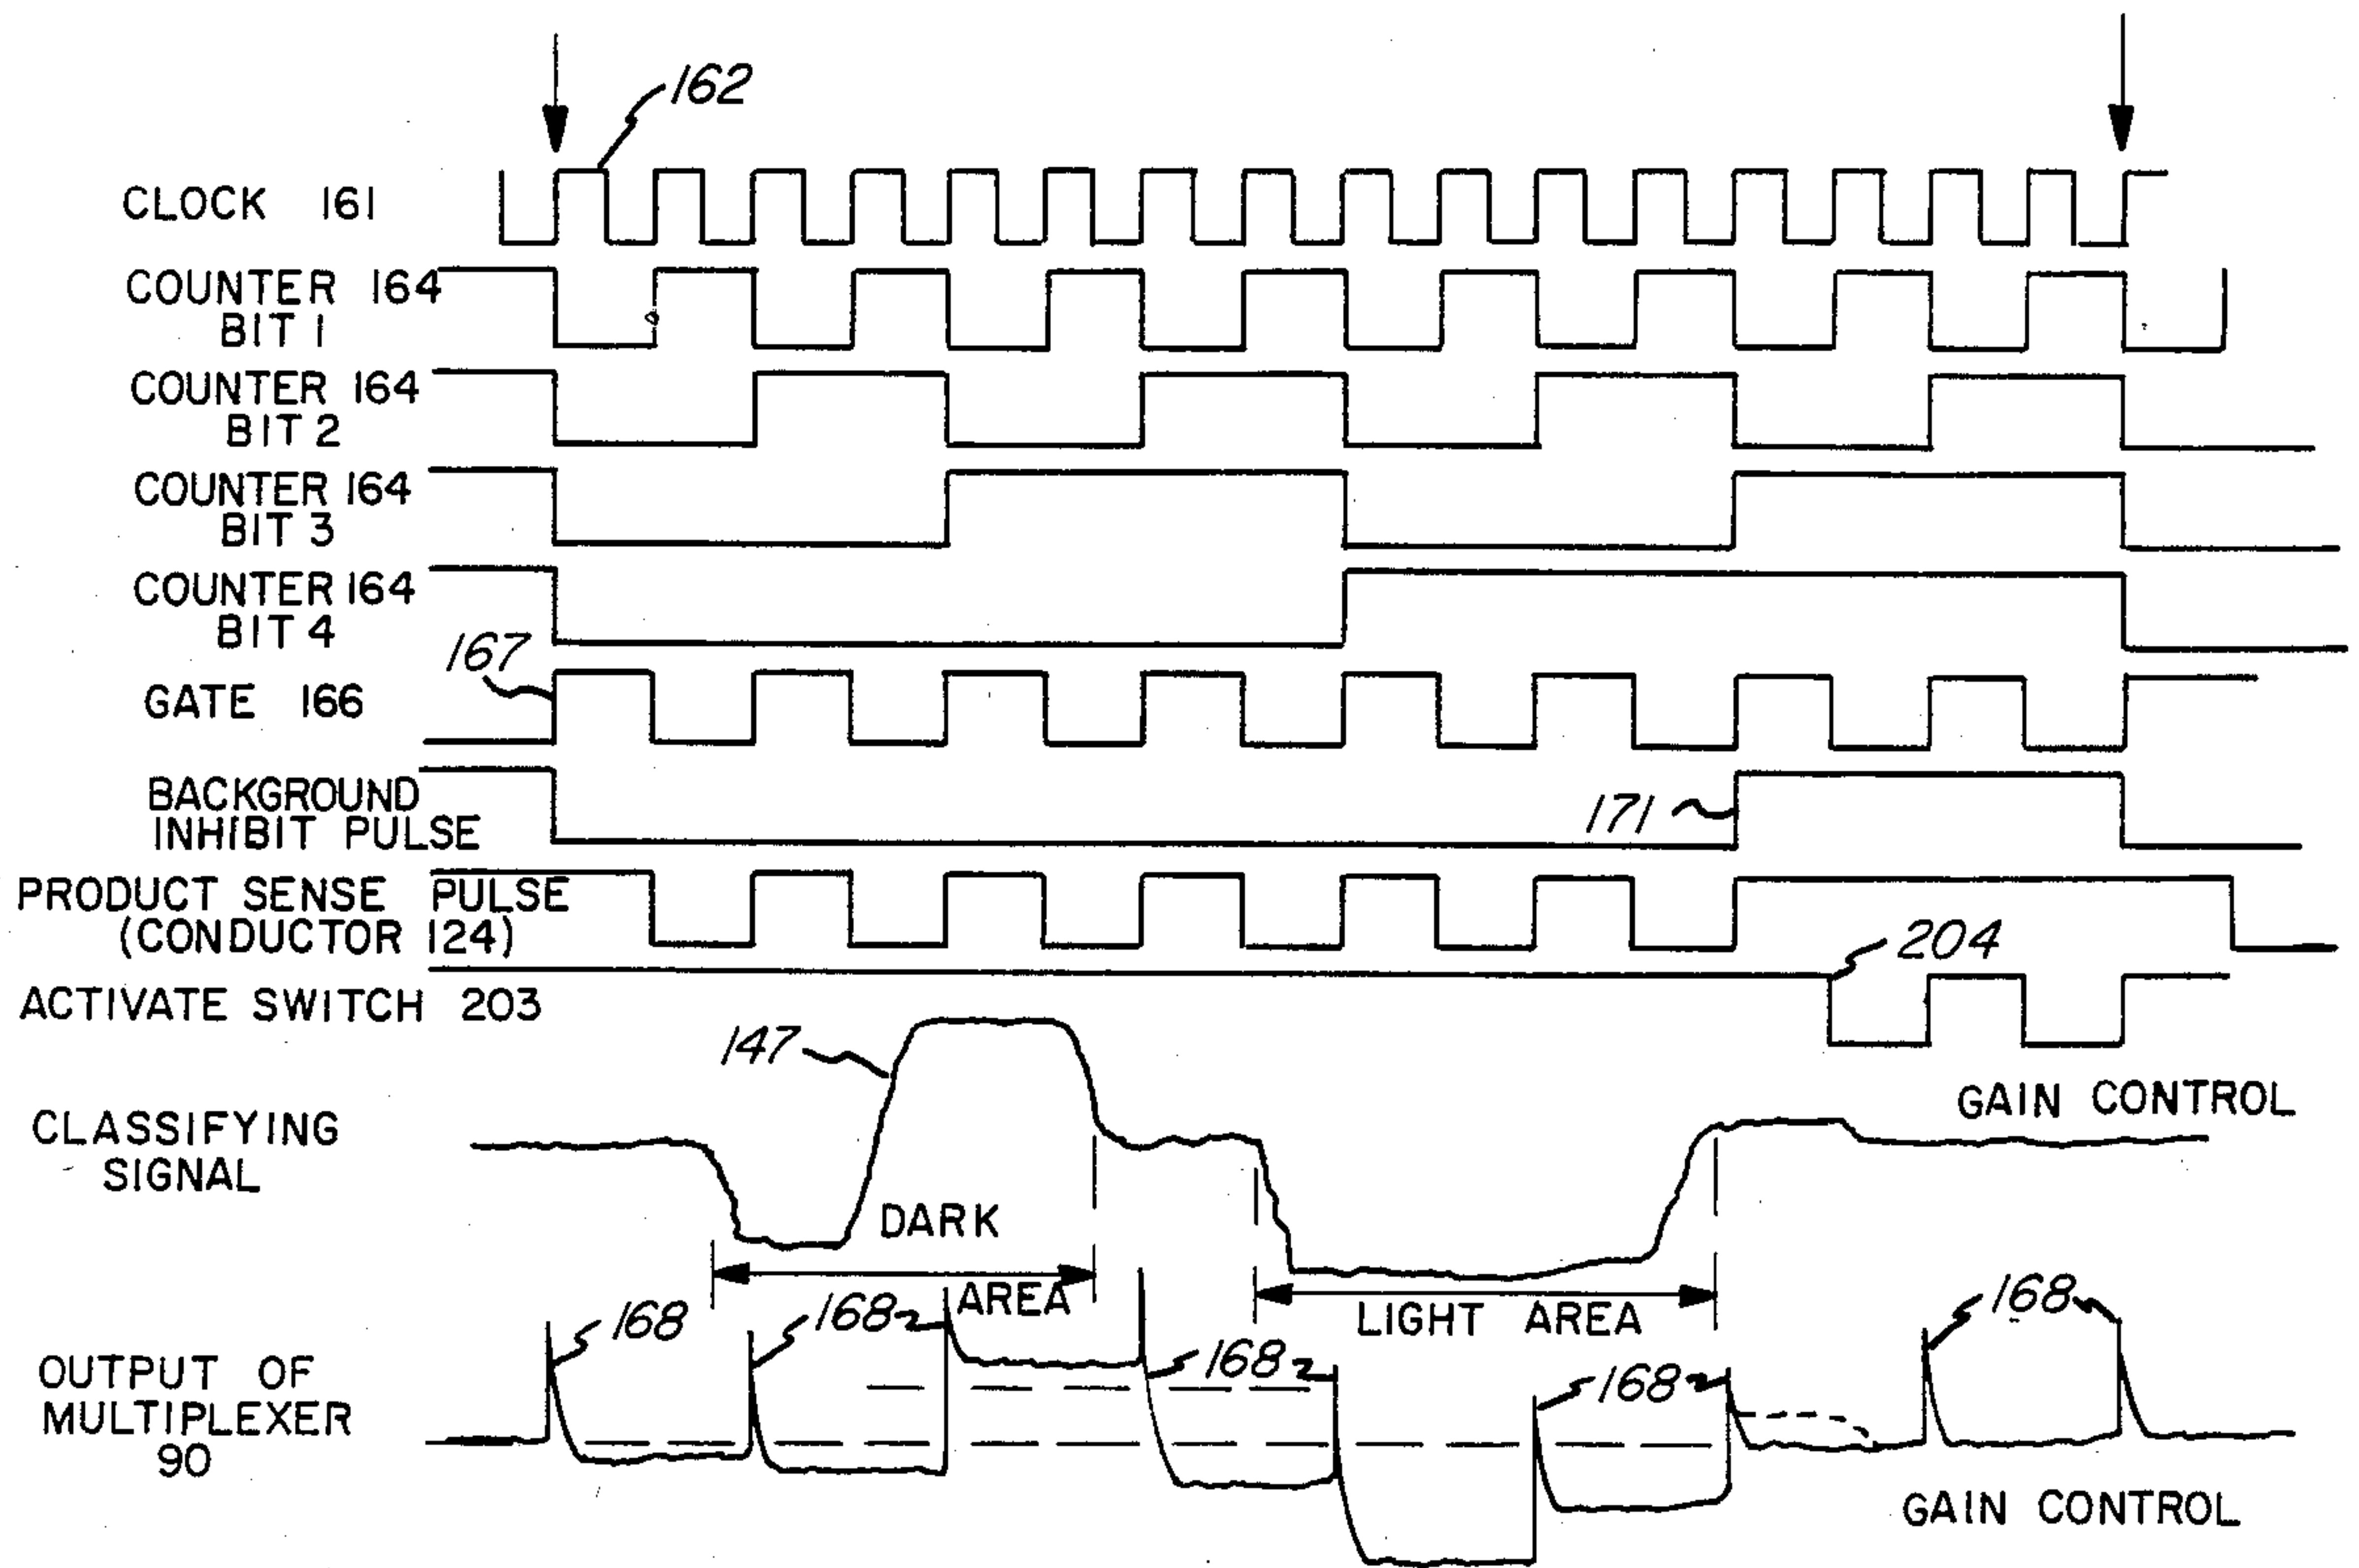 162
CLOCK 161
COUNTER 164
BIT 1
COUNTER 164
BIT 2
COUNTER 164
BIT 3
COUNTER 164
BIT 4
167
GATE 166
BACKGROUND
INHIBIT PULSE
171
PRODUCT SENSE PULSE
(CONDUCTOR 124)
204
ACTIVATE SWITCH 203
147
GAIN CONTROL
CLASSIFYING
SIGNAL
DARK
AREA
LIGHT AREA
168
168
168
168
168
OUTPUT OF
MULTIPLEXER
90
GAIN CONTROL